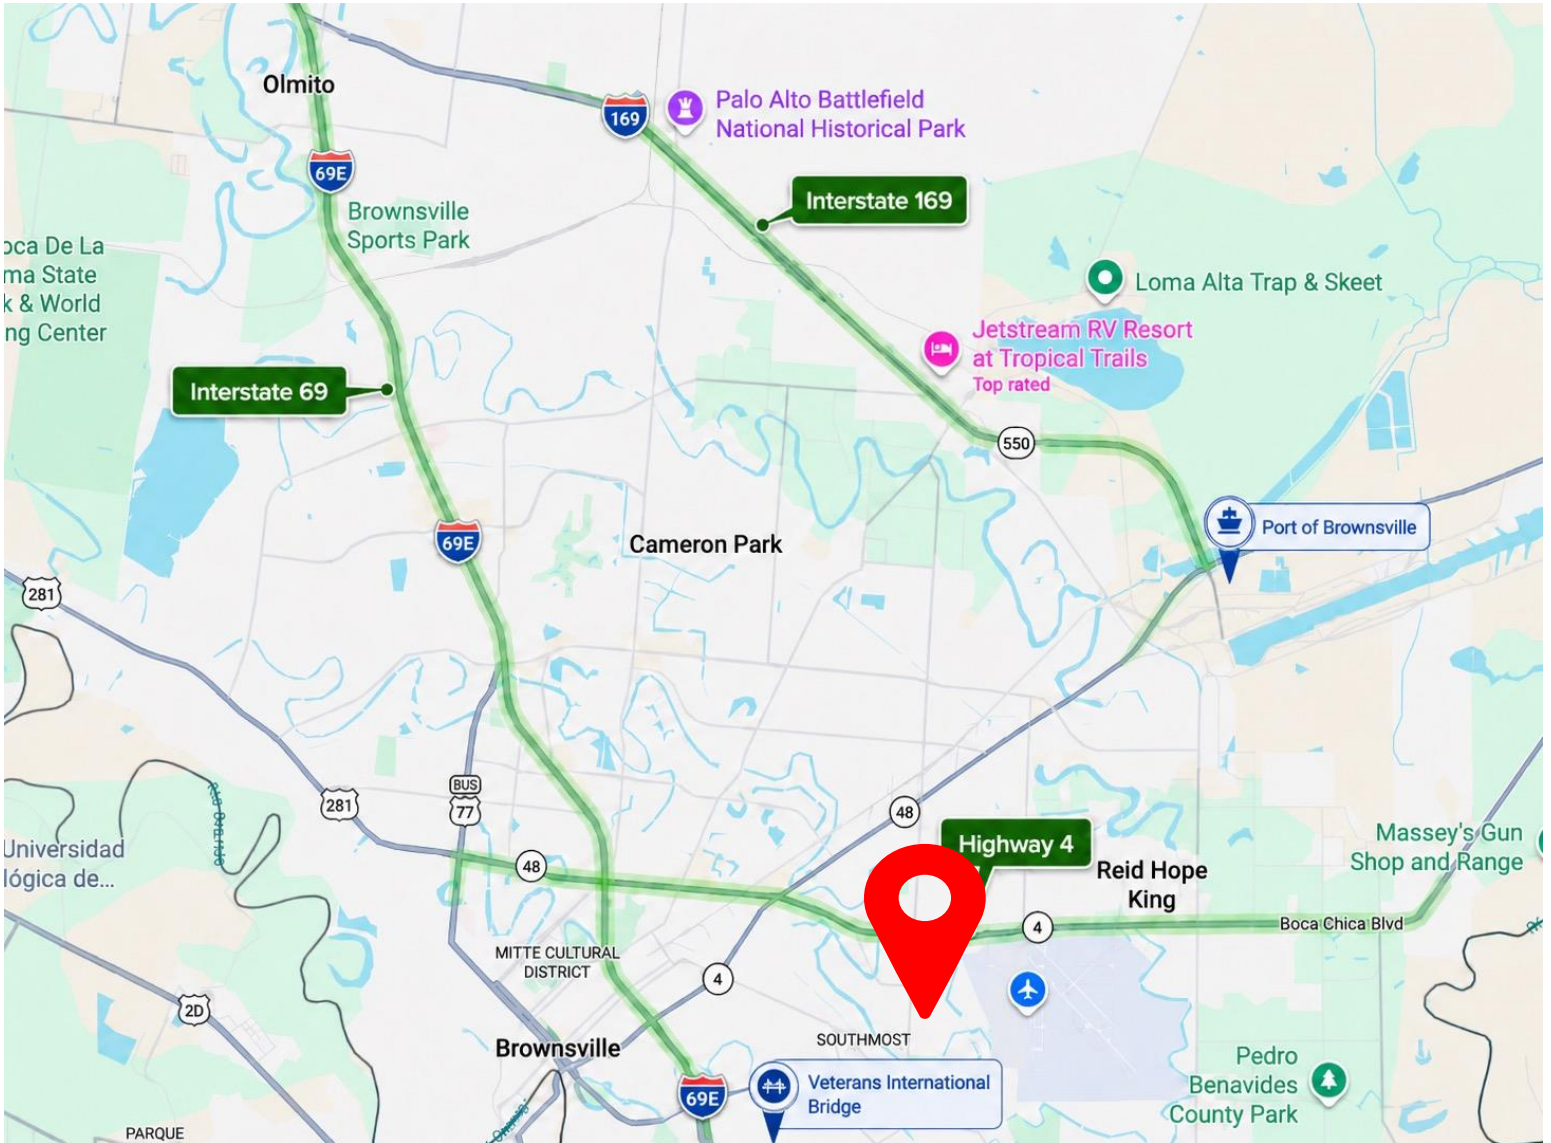 Olmito
169
Palo Alto Battlefield
National Historical Park
69E
Interstate 169
Brownsville
Sports Park
oca De La
ma State
k & World
ng Center
Loma Alta Trap & Skeet
Jetstream RV Resort
at Tropical Trails
Top rated
Interstate 69
550
Port of Brownsville
69E
Cameron Park
281
BUS
77
281
48
Highway 4
Massey's Gun
Shop and Range
Universidad
lógica de...
48
Reid Hope
King
4
Boca Chica Blvd
MITTE CULTURAL
DISTRICT
4
2D
SOUTHMOST
Brownsville
Veterans International
Bridge
69E
Pedro
Benavides
County Park
PARQUE